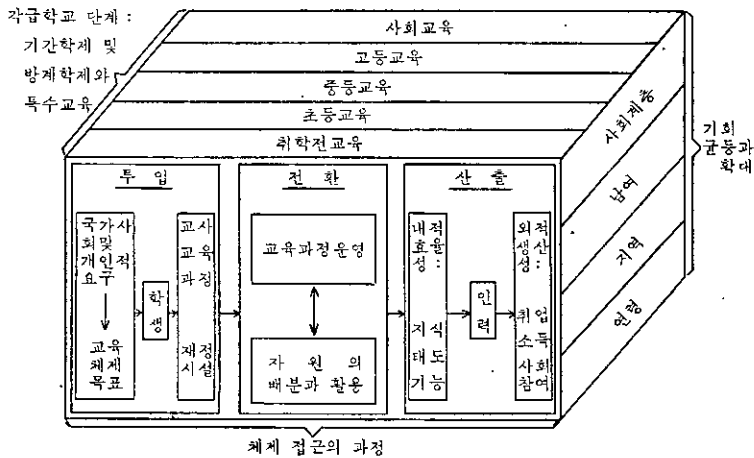 각급학교 단계 :
기간학제 및
방계학제와
특수교육
사회교육
고등교육
중등교육
초등교육
취학전교육
사회계층
남여
지역
연령
기회
균등과
확대
투 입
국가사
회및
개인적
요구
교육
체제
목표
학
생
교사
교육
과정
재정
시설
전 환
교육과정운영
자 원 의
배분과 활용
산 출
내적
효율
성 :
지식
태도
기능
인
력
외적
생산
성 :
취업
소득
사회
참여
체제 접근의 과정